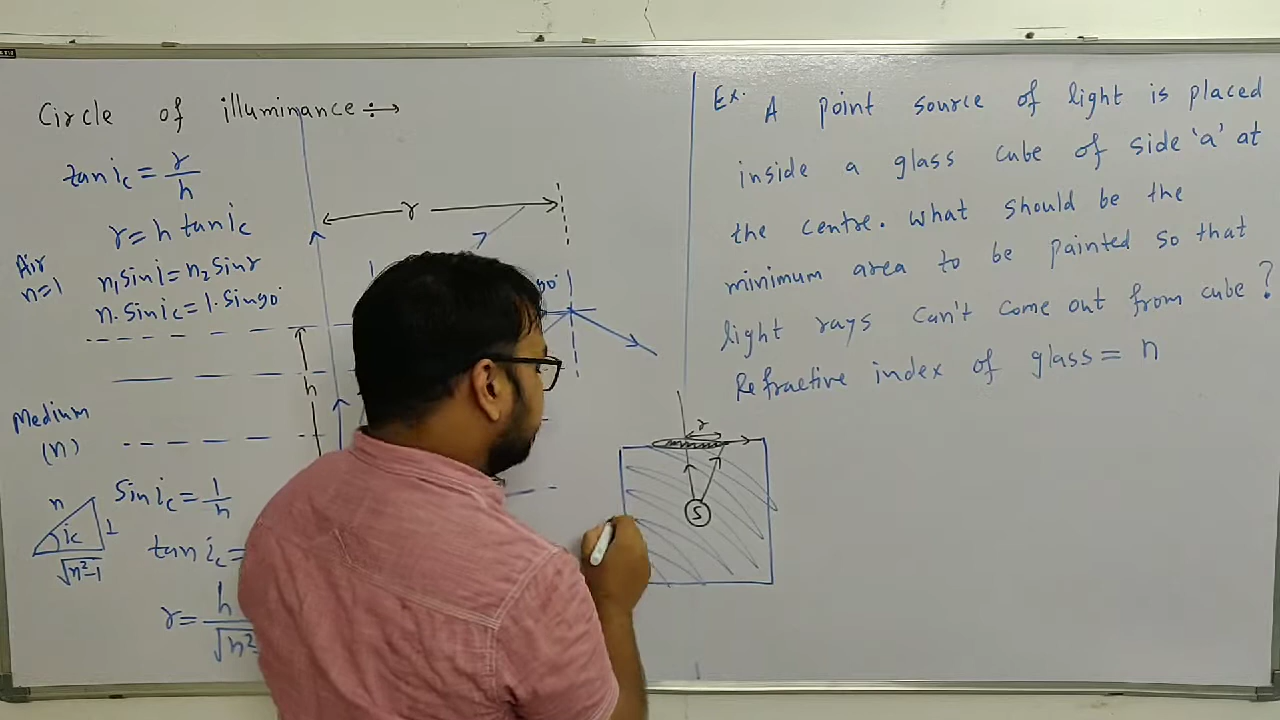 Circle of illuminance ÷→
tan i_c = r/h
r = h tan i_c
Air
n=1
n₁ sin i = n₂ sin r
n. sin i_c = 1. sin 90°
r
90°
h
Medium
(n)
sin i_c = 1/n
n
i_c
1
√n²-1
tan i_c =
r = h/√n²
Ex. A point source of light is placed
inside a glass cube of side 'a' at
the centre. What should be the
minimum area to be painted so that
light rays can't come out from cube?
Refractive index of glass = n
r
S